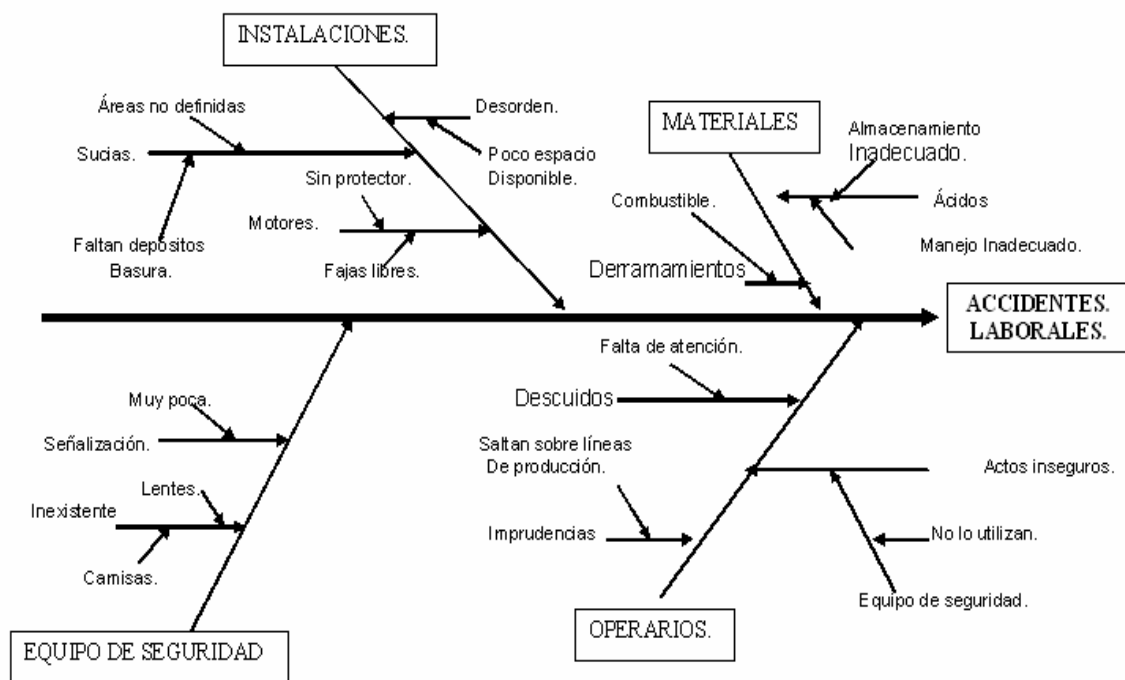 INSTALACIONES.
Áreas no definidas
Desorden.
Sucias.
Poco espacio
Disponible.
Sin protector.
Motores.
Faltan depósitos
Basura.
Fajas libres.
MATERIALES
Almacenamiento
Inadecuado.
Combustible.
Ácidos
Manejo Inadecuado.
Derramamientos
ACCIDENTES.
LABORALES.
Falta de atención.
Descuidos
Muy poca.
Señalización.
Saltan sobre líneas
De producción.
Actos inseguros.
Lentes.
Inexistente
Imprudencias
No lo utilizan.
Camisas.
Equipo de seguridad.
OPERARIOS.
EQUIPO DE SEGURIDAD